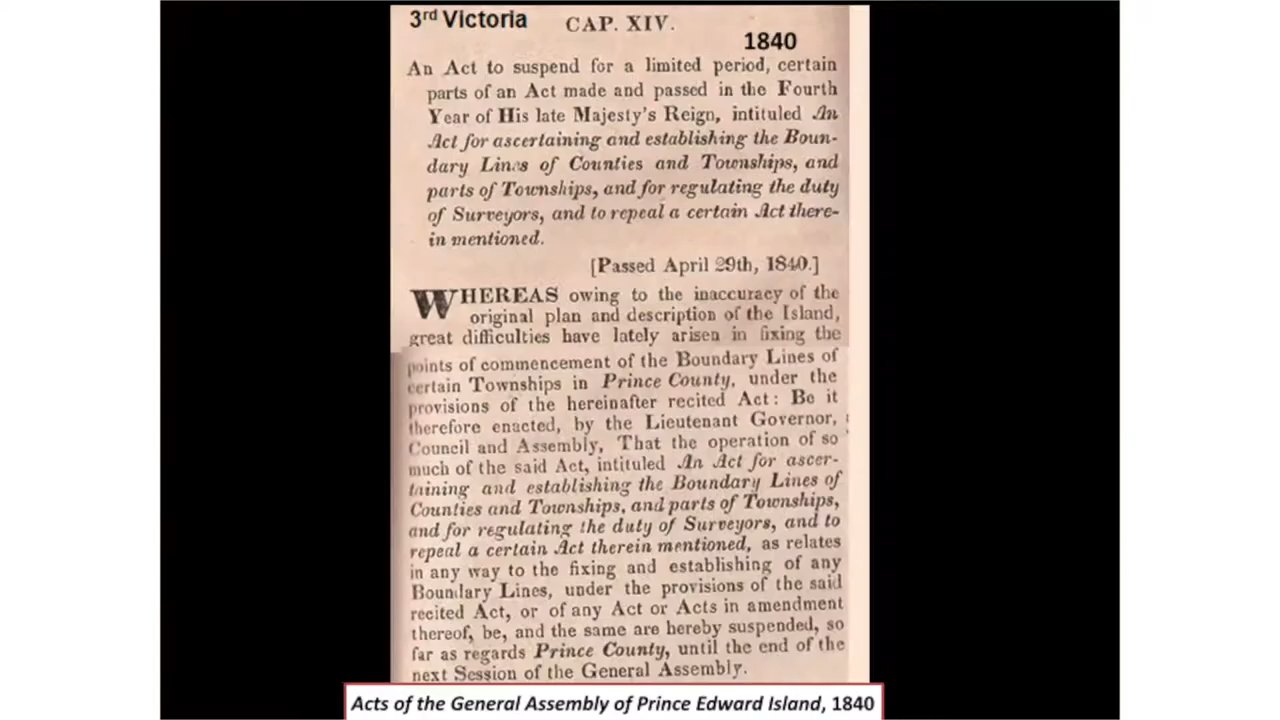 3rd Victoria
CAP. XIV.
1840
An Act to suspend for a limited period, certain
parts of an Act made and passed in the Fourth
Year of His late Majesty's Reign, intituled An
Act for ascertaining and establishing the Boun-
dary Lines of Counties and Townships, and
parts of Townships, and for regulating the duty
of Surveyors, and to repeal a certain Act there-
in mentioned.
[Passed April 29th, 1840.]
WHEREAS owing to the inaccuracy of the
original plan and description of the Island,
great difficulties have lately arisen in fixing the
points of commencement of the Boundary Lines of
certain Townships in Prince County, under the
provisions of the hereinafter recited Act: Be it
therefore enacted, by the Lieutenant Governor,
Council and Assembly, That the operation of so
much of the said Act, intituled An Act for ascer-
taining and establishing the Boundary Lines of
Counties and Townships, and parts of Townships,
and for regulating the duty of Surveyors, and to
repeal a certain Act therein mentioned, as relates
in any way to the fixing and establishing of any
Boundary Lines, under the provisions of the said
recited Act, or of any Act or Acts in amendment
thereof, be, and the same are hereby suspended, so
far as regards Prince County, until the end of the
next Session of the General Assembly.
Acts of the General Assembly of Prince Edward Island, 1840